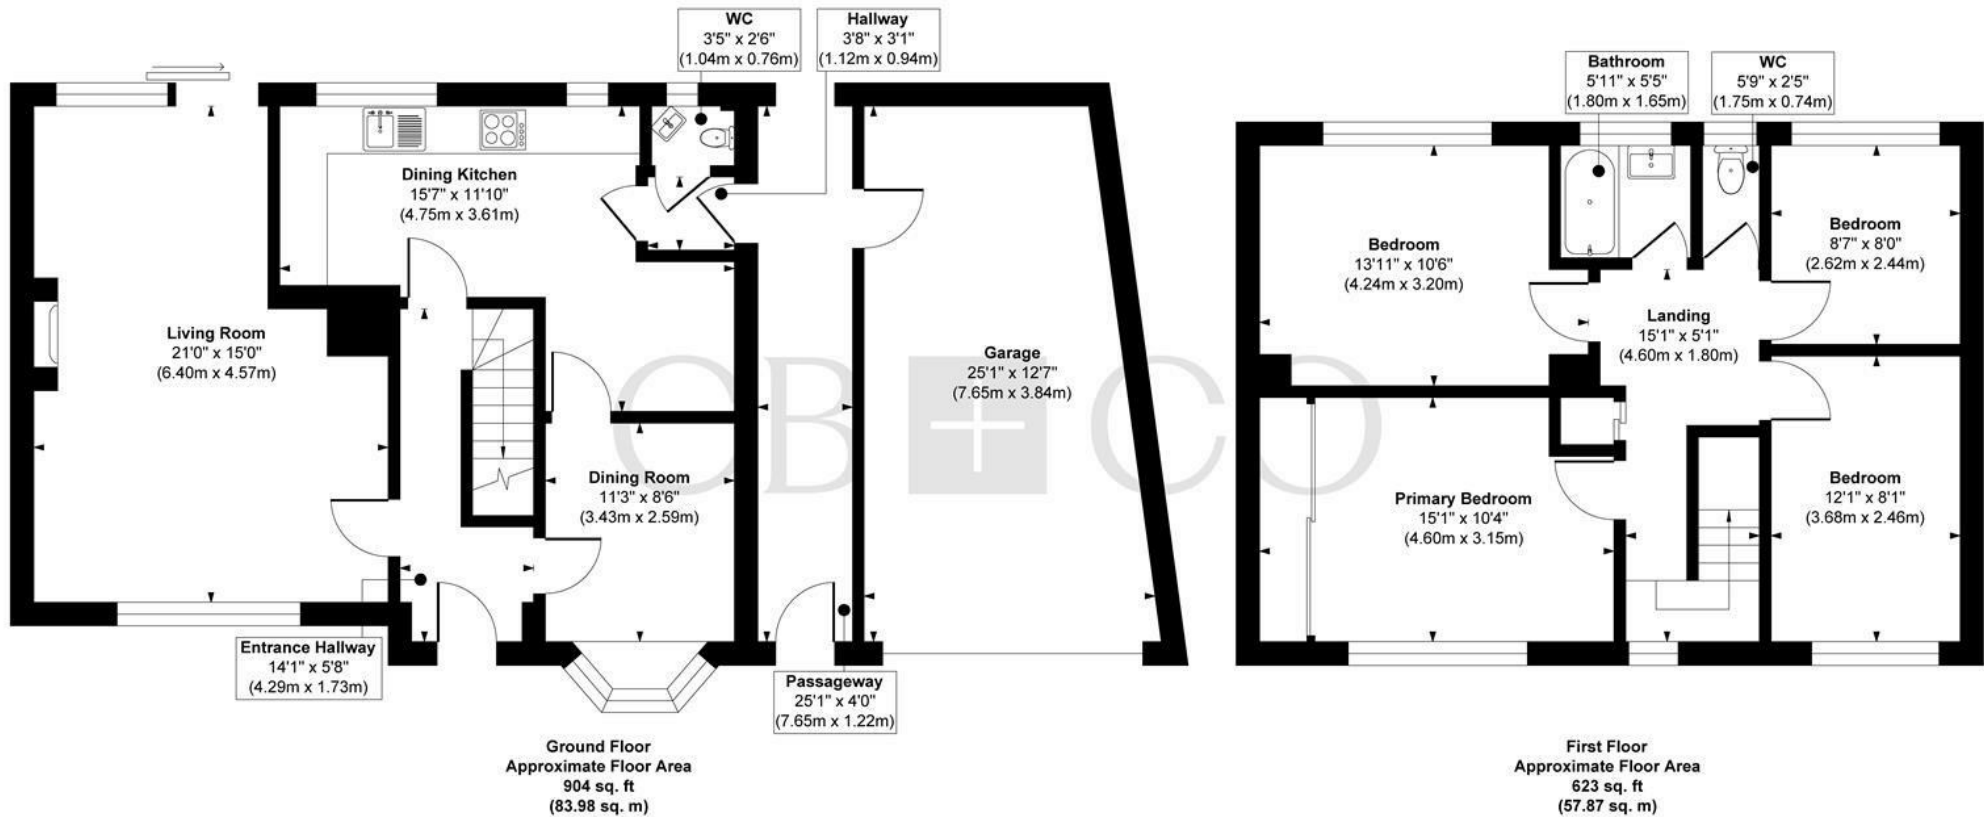 WC
3'5" x 2'6"
(1.04m x 0.76m)
Hallway
3'8" x 3'1"
(1.12m x 0.94m)
Dining Kitchen
15'7" x 11'10"
(4.75m x 3.61m)
Living Room
21'0" x 15'0"
(6.40m x 4.57m)
Garage
25'1" x 12'7"
(7.65m x 3.84m)
Dining Room
11'3" x 8'6"
(3.43m x 2.59m)
Entrance Hallway
14'1" x 5'8"
(4.29m x 1.73m)
Passageway
25'1" x 4'0"
(7.65m x 1.22m)
Ground Floor
Approximate Floor Area
904 sq. ft
(83.98 sq. m)
CB + CO
Bathroom
5'11" x 5'5"
(1.80m x 1.65m)
WC
5'9" x 2'5"
(1.75m x 0.74m)
Bedroom
13'11" x 10'6"
(4.24m x 3.20m)
Bedroom
8'7" x 8'0"
(2.62m x 2.44m)
Landing
15'1" x 5'1"
(4.60m x 1.80m)
Primary Bedroom
15'1" x 10'4"
(4.60m x 3.15m)
Bedroom
12'1" x 8'1"
(3.68m x 2.46m)
First Floor
Approximate Floor Area
623 sq. ft
(57.87 sq. m)